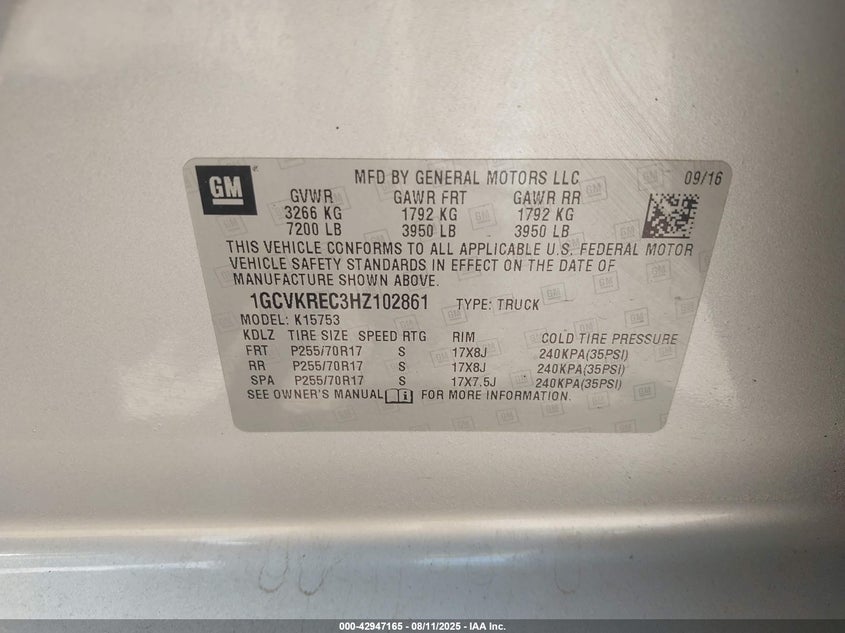 GM
MFD BY GENERAL MOTORS LLC 09/16
GVWR GAWR FRT GAWR RR
3266 KG 1792 KG 1792 KG
7200 LB 3950 LB 3950 LB
THIS VEHICLE CONFORMS TO ALL APPLICABLE U.S. FEDERAL MOTOR
VEHICLE SAFETY STANDARDS IN EFFECT ON THE DATE OF
MANUFACTURE SHOWN ABOVE.
1GCVKREC3HZ102861 TYPE: TRUCK
MODEL: K15753
KDLZ TIRE SIZE SPEED RTG RIM COLD TIRE PRESSURE
FRT P255/70R17 S 17X8J 240KPA(35PSI)
RR P255/70R17 S 17X8J 240KPA(35PSI)
SPA P255/70R17 S 17X7.5J 240KPA(35PSI)
SEE OWNER'S MANUAL FOR MORE INFORMATION.
000-42947165 - 08/11/2025 - IAA Inc.